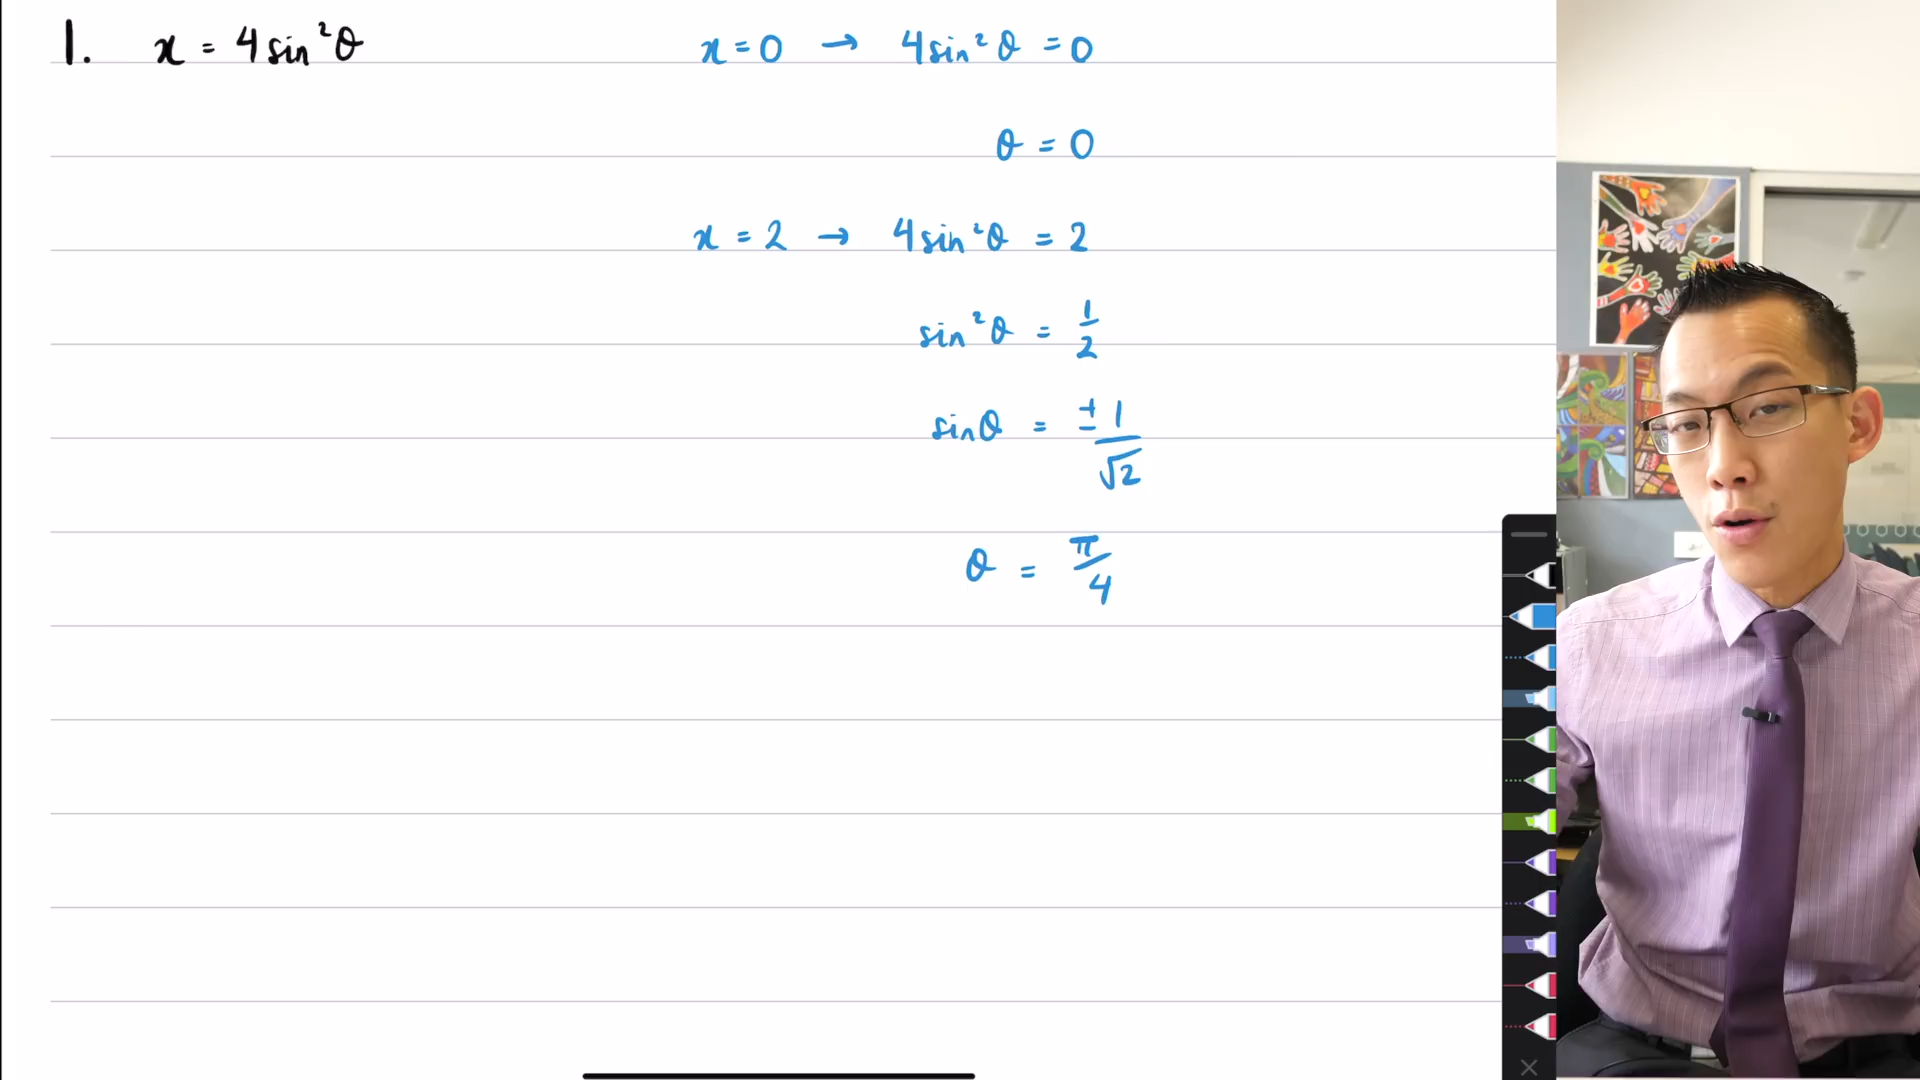 1. x = 4sin²θ x=0 → 4sin²θ =0
θ = 0
x = 2 → 4sin²θ = 2
sin²θ = 1/2
sinθ = ± 1/√2
θ = π/4